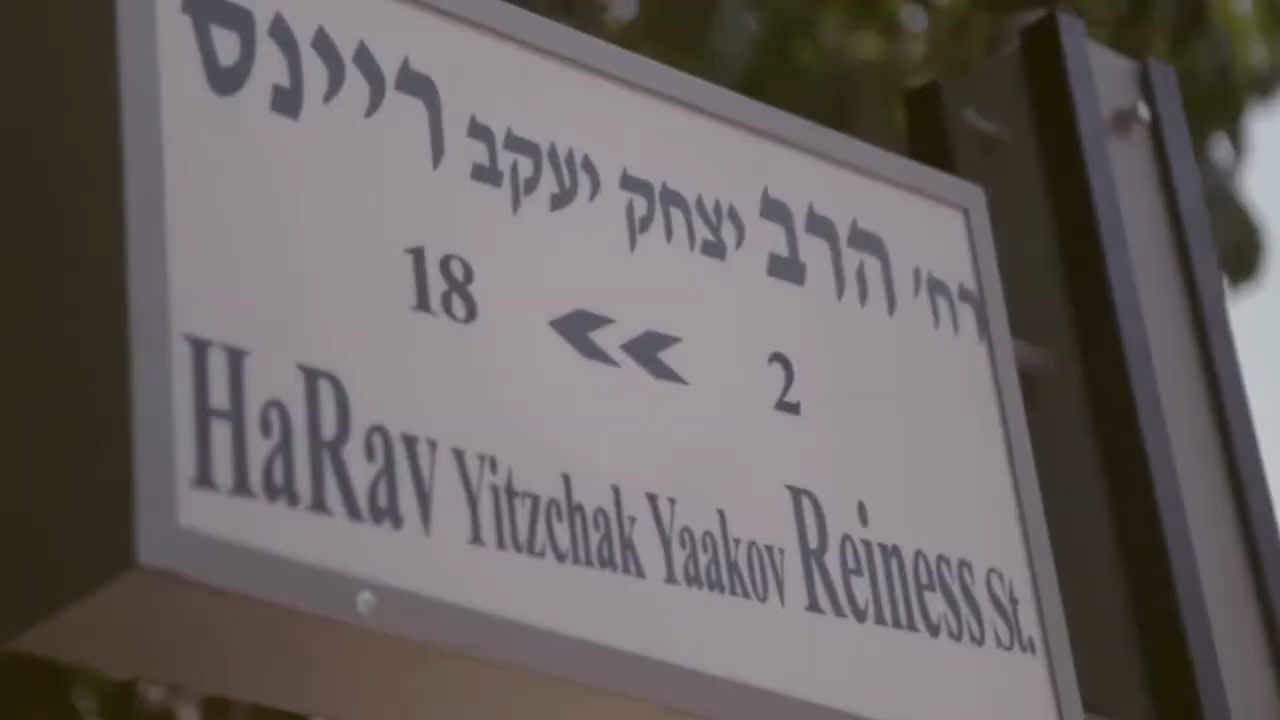 רח' הרב יצחק יעקב ריינס
18 << 2
HaRav Yitzchak Yaakov Reiness St.